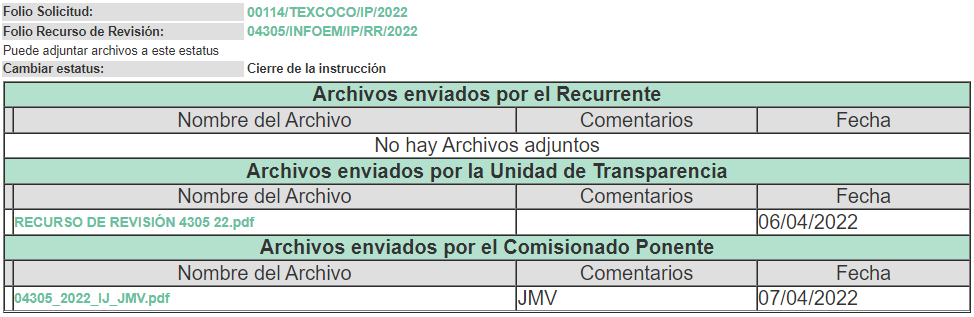 Folio Solicitud: 00114/TEXCOCO/IP/2022
Folio Recurso de Revisión: 04305/INFOEM/IP/RR/2022
Puede adjuntar archivos a este estatus
Cambiar estatus: Cierre de la instrucción
Archivos enviados por el Recurrente
Nombre del Archivo Comentarios Fecha
No hay Archivos adjuntos
Archivos enviados por la Unidad de Transparencia
Nombre del Archivo Comentarios Fecha
RECURSO DE REVISIÓN 4305 22.pdf 06/04/2022
Archivos enviados por el Comisionado Ponente
Nombre del Archivo Comentarios Fecha
04305_2022_IJ_JMV.pdf JMV 07/04/2022